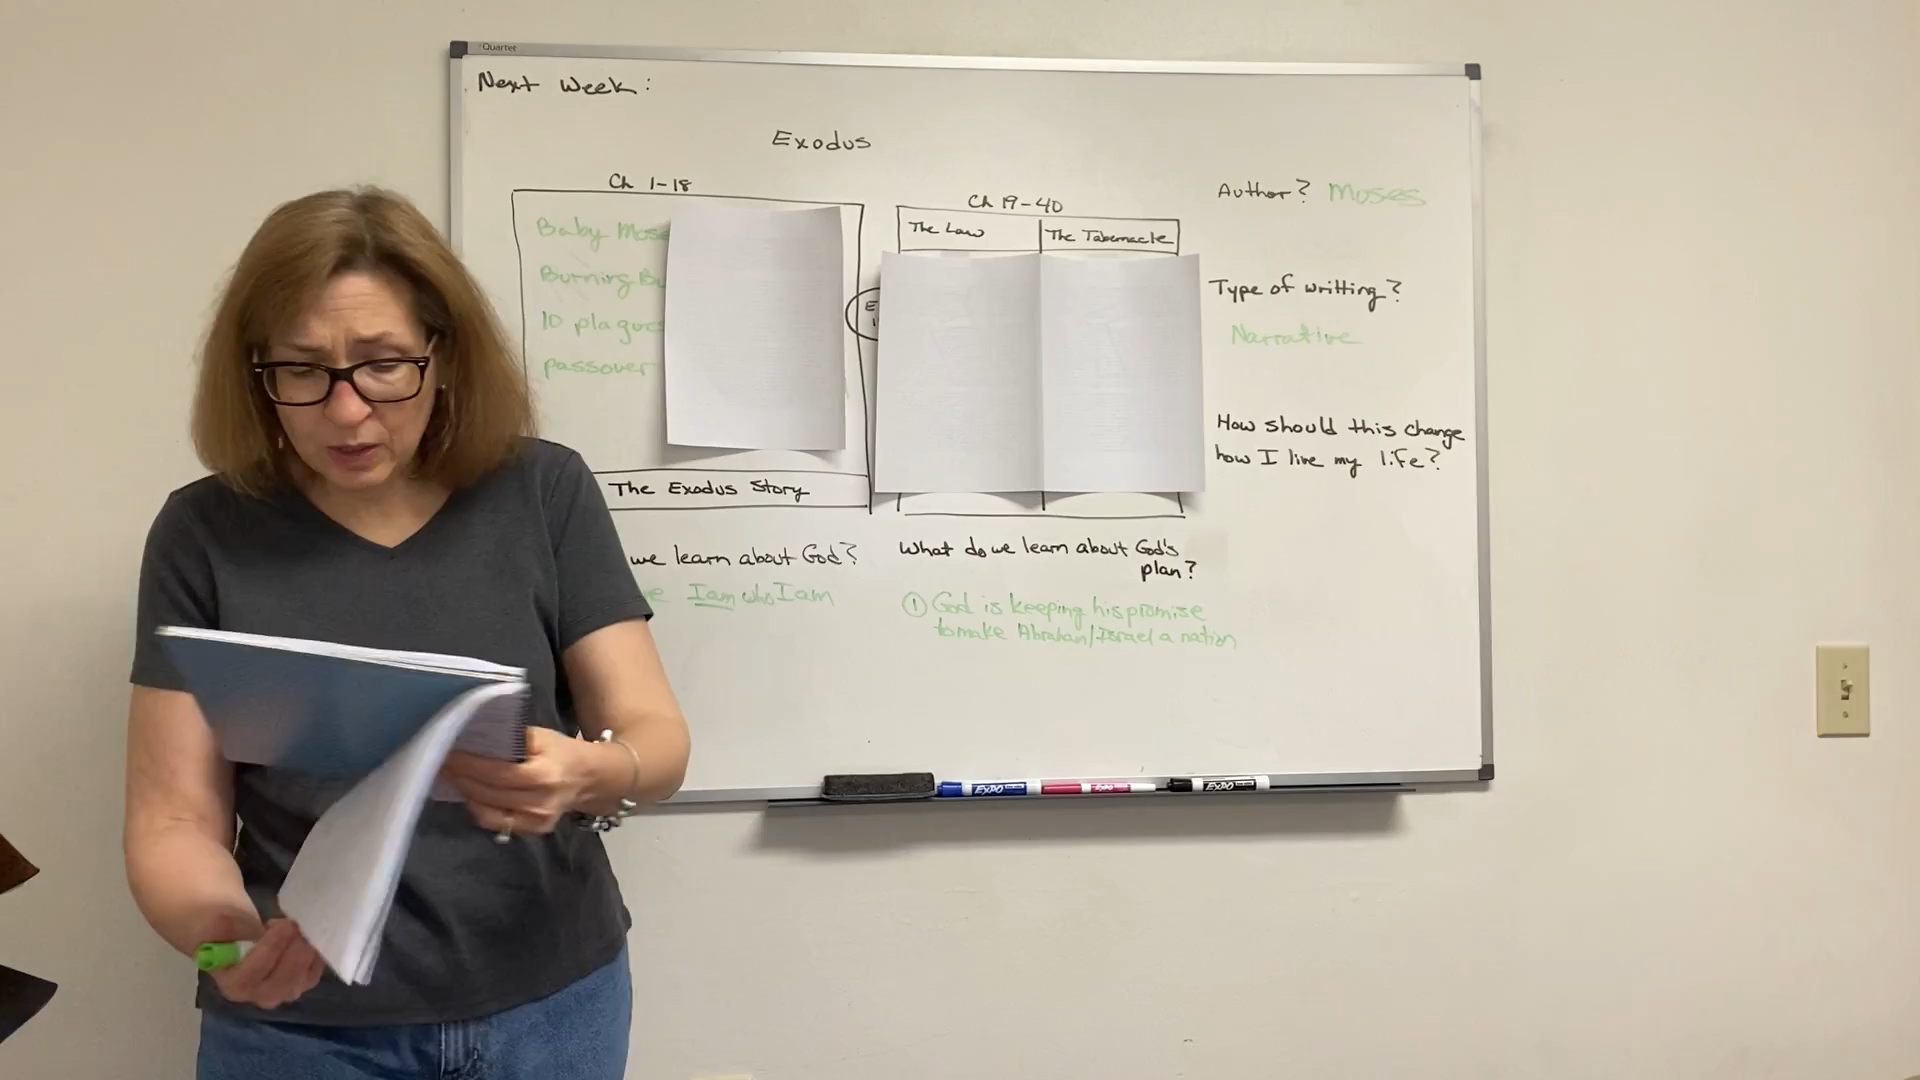 Quartet
Next Week:
Exodus
Ch 1-18
Baby Mose
Burning Bu
10 plagues
passover
The Exodus Story
we learn about God?
I am who I am
Ch 19-40
The Law
The Tabernacle
What do we learn about God's
plan?
① God is keeping his promise
to make Abraham/Israel a nation
Author? Moses
Type of writting?
Narrative
How should this change
how I live my life?
EXPO
EXPO
EXPO